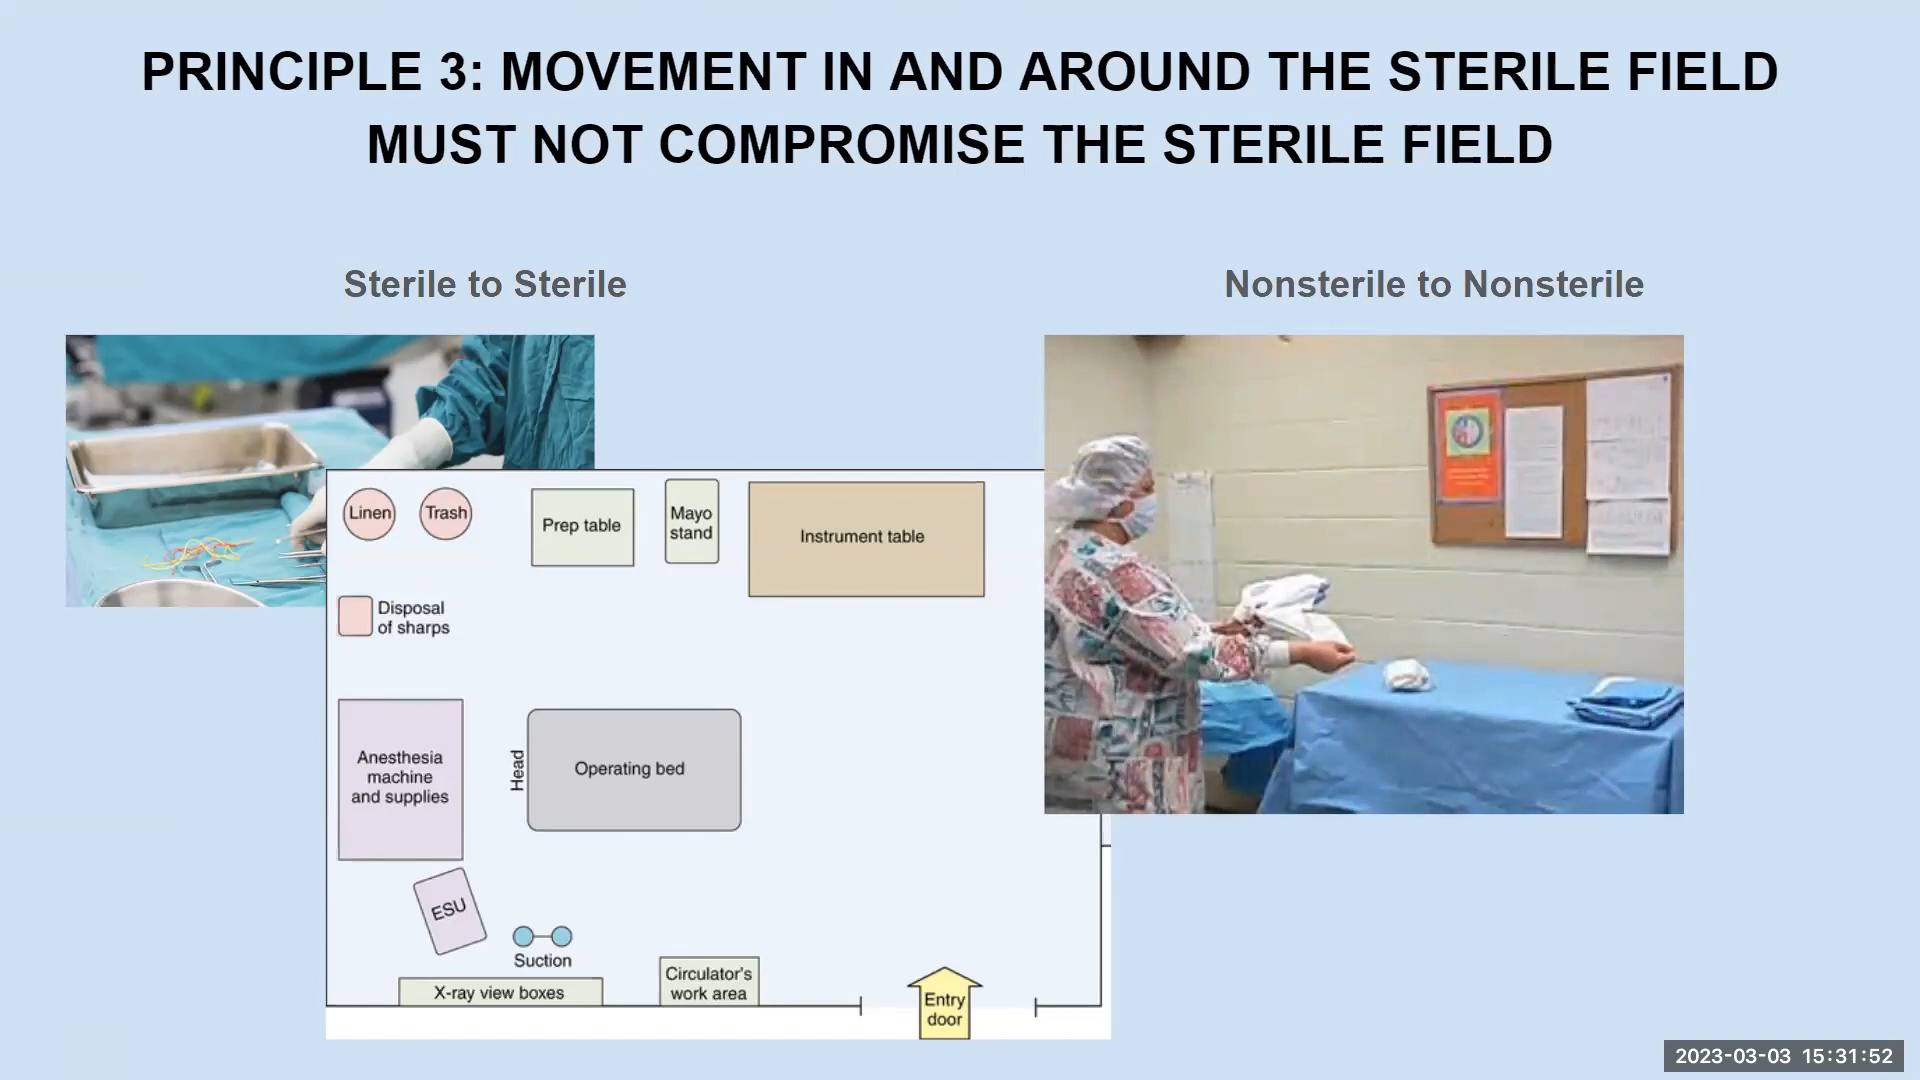 PRINCIPLE 3: MOVEMENT IN AND AROUND THE STERILE FIELD
MUST NOT COMPROMISE THE STERILE FIELD
Sterile to Sterile
Nonsterile to Nonsterile
Linen
Trash
Prep table
Mayo
stand
Instrument table
Disposal
of sharps
Anesthesia
machine
and supplies
Head
Operating bed
ESU
Suction
X-ray view boxes
Circulator's
work area
Entry
door
2023-03-03 15:31:52